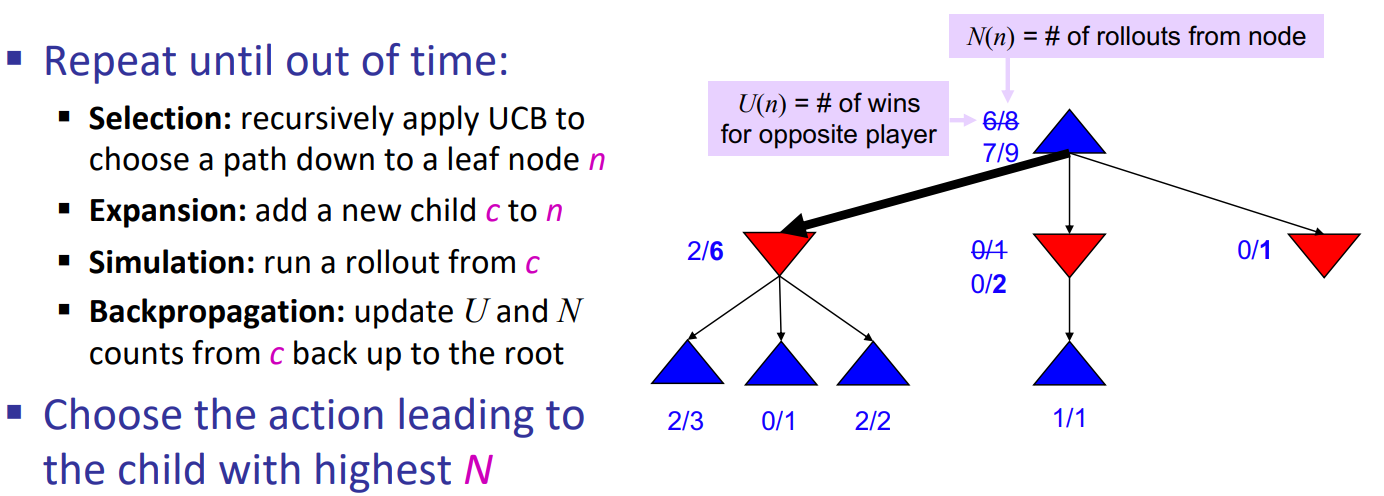 Repeat until out of time:
Selection: recursively apply UCB to
choose a path down to a leaf node n
Expansion: add a new child c to n
Simulation: run a rollout from c
Backpropagation: update U and N
counts from c back up to the root
Choose the action leading to
the child with highest N
N(n) = # of rollouts from node
U(n) = # of wins
for opposite player
6/8
7/9
2/6
0/1
0/2
0/1
2/3
0/1
2/2
1/1